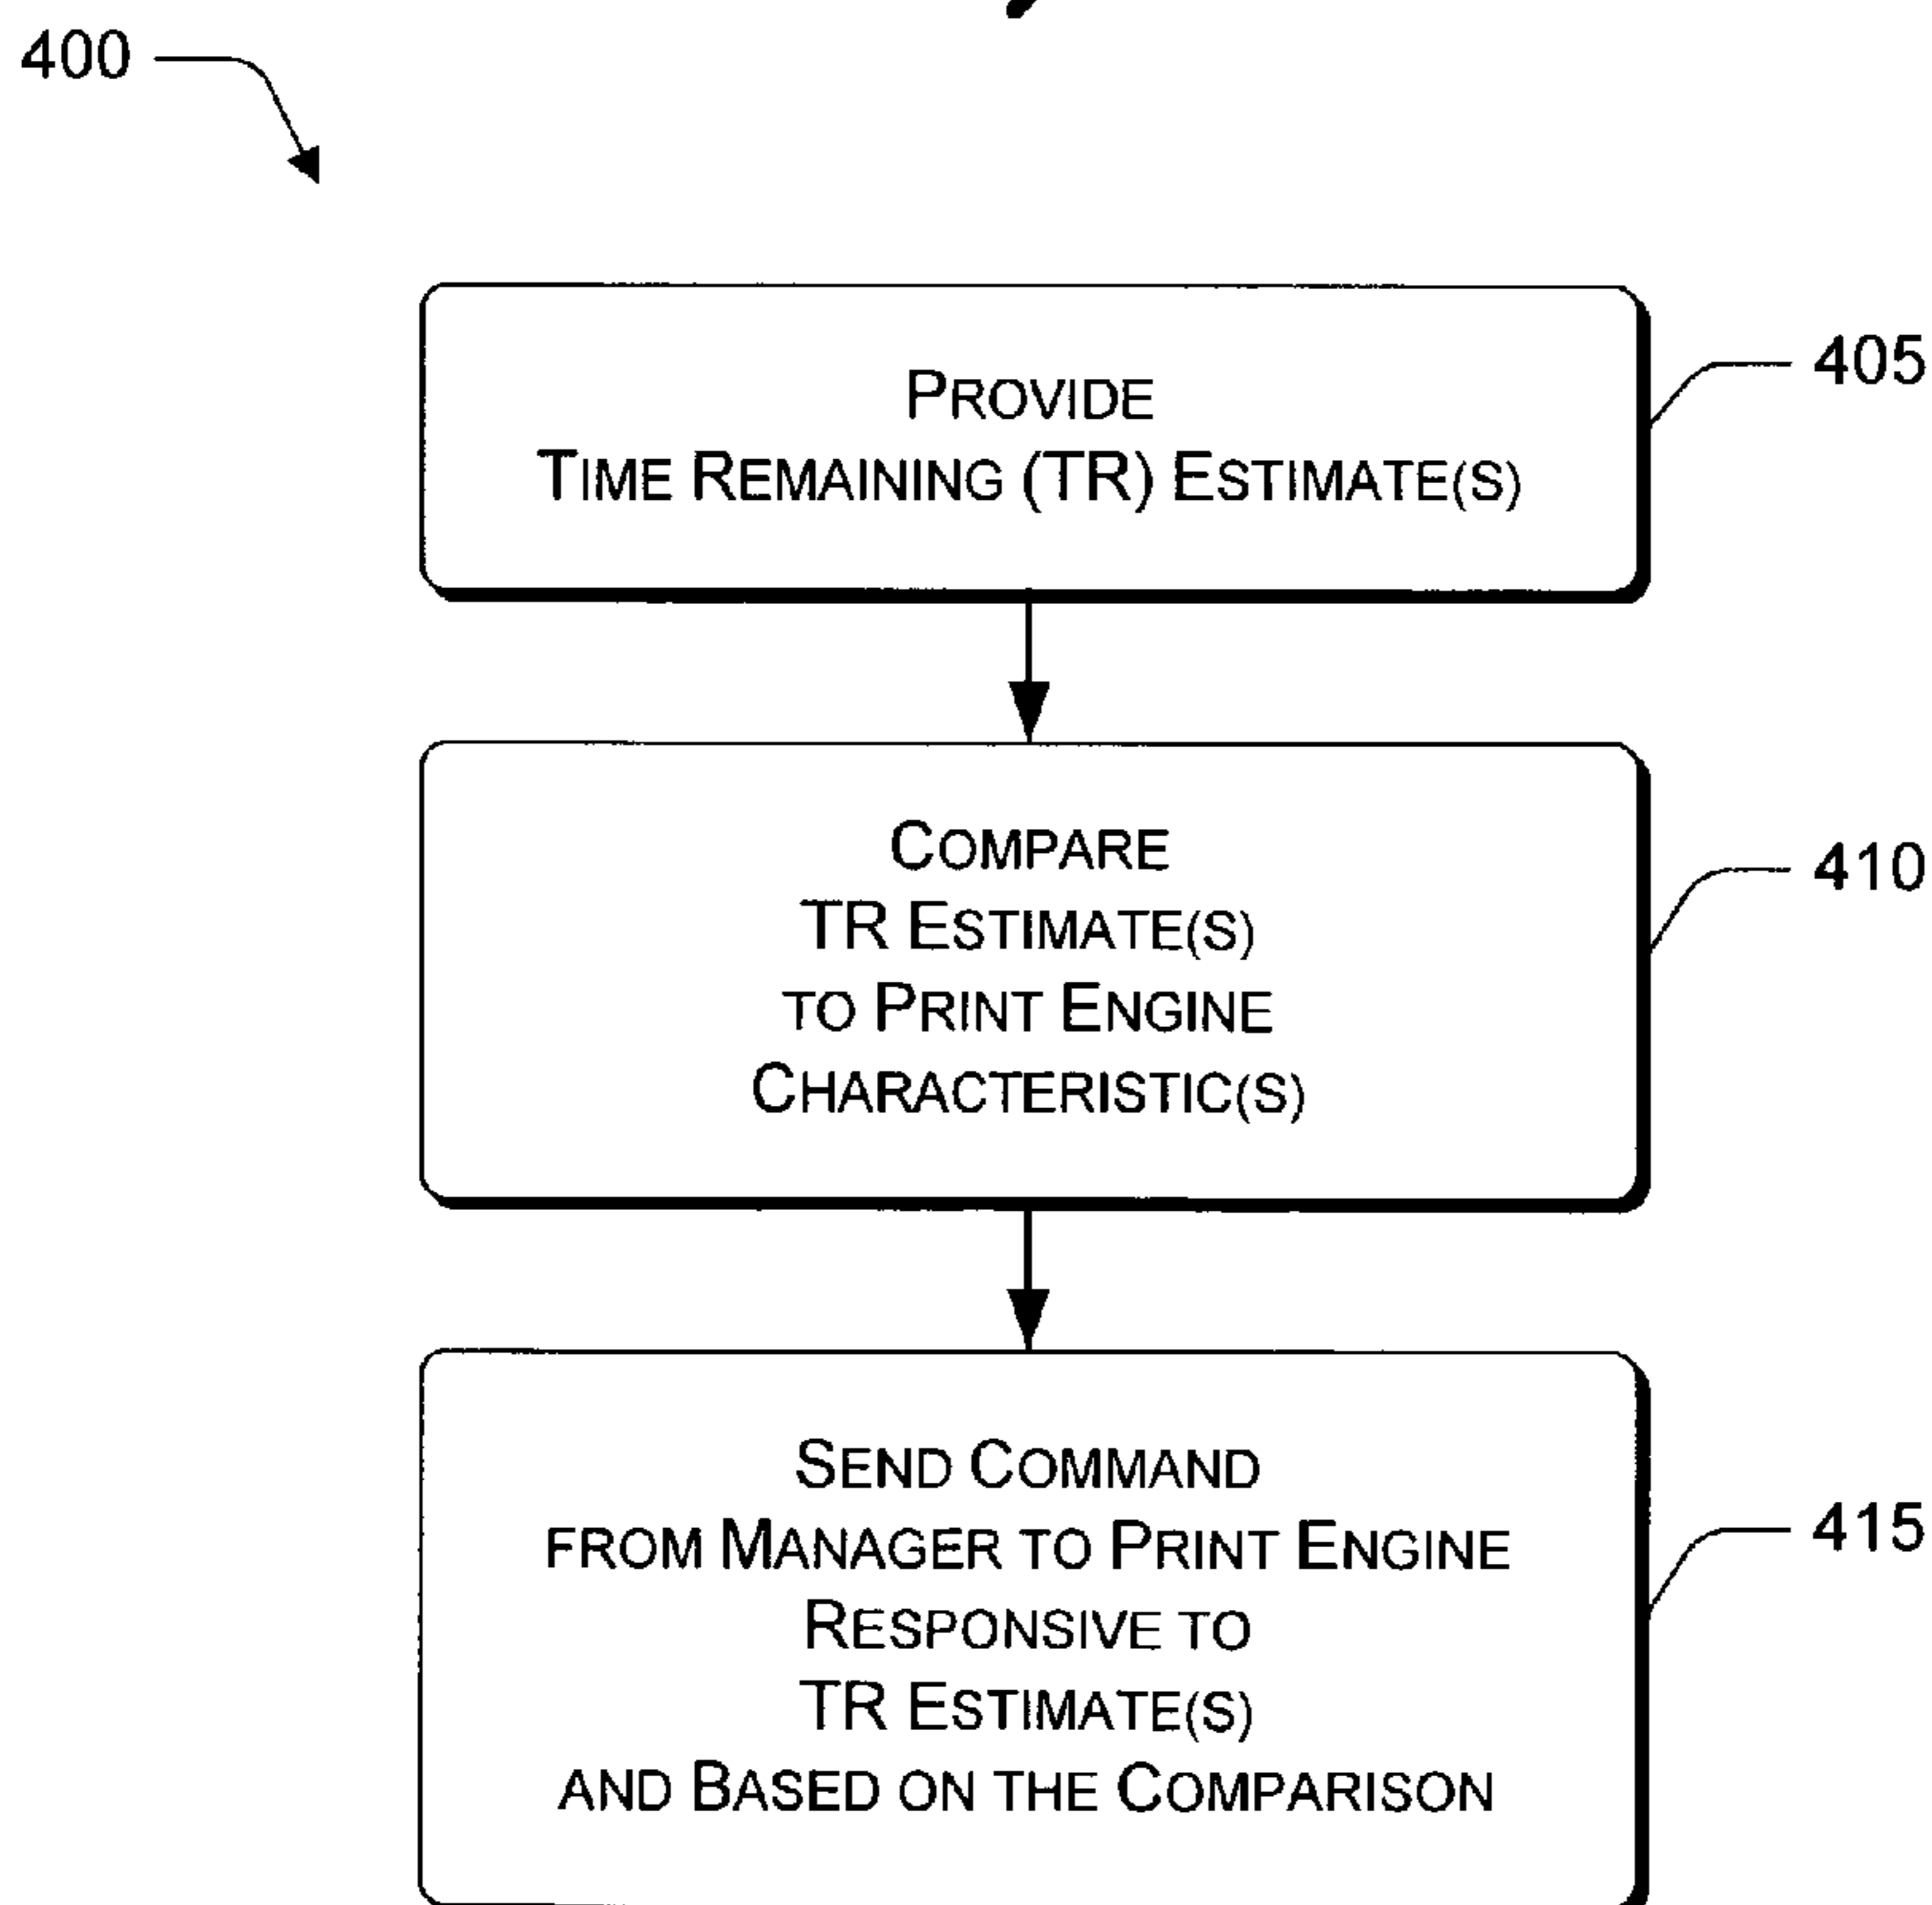 400
PROVIDE
TIME REMAINING (TR) ESTIMATE(S)
405
COMPARE
TR ESTIMATE(S)
TO PRINT ENGINE
CHARACTERISTIC(S)
410
SEND COMMAND
FROM MANAGER TO PRINT ENGINE
RESPONSIVE TO
TR ESTIMATE(S)
AND BASED ON THE COMPARISON
415